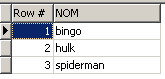 Row # NOM
1 bingo
2 hulk
3 spiderman